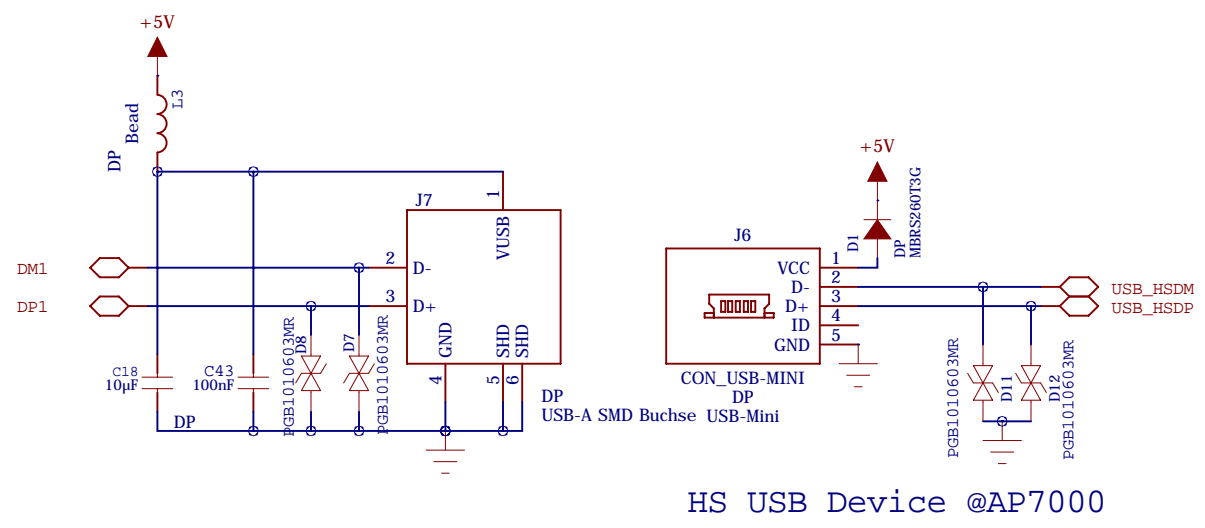 +5V
L3
Bead
DP
J7
1
VUSB
DM1
2
D-
DP1
3
D+
GND
SHD
SHD
4
5
6
C18
10µF
C43
100nF
D8
PGB1010603MR
D7
PGB1010603MR
DP
DP
USB-A SMD Buchse
+5V
D1
DP
MBRS260T3G
J6
VCC
1
D-
2
D+
3
ID
4
GND
5
CON_USB-MINI
DP
USB-Mini
USB_HSDM
USB_HSDP
PGB1010603MR
D11
D12
PGB1010603MR
HS USB Device @AP7000